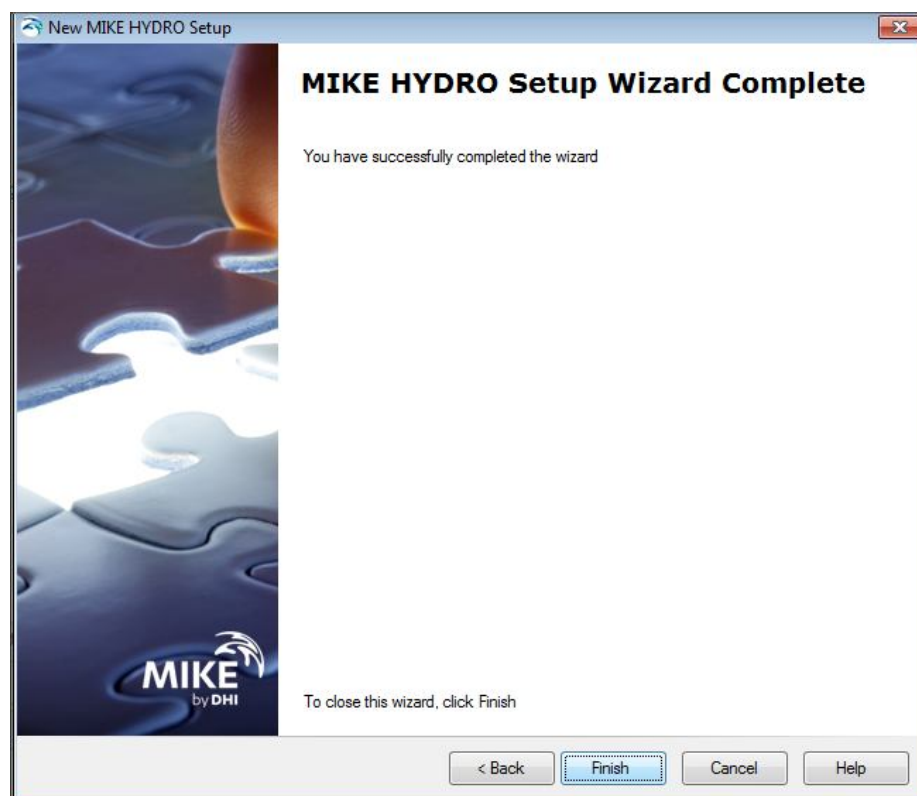 New MIKE HYDRO Setup
MIKE HYDRO Setup Wizard Complete
You have successfully completed the wizard
MIKE
by DHI
To close this wizard, click Finish
< Back
Finish
Cancel
Help